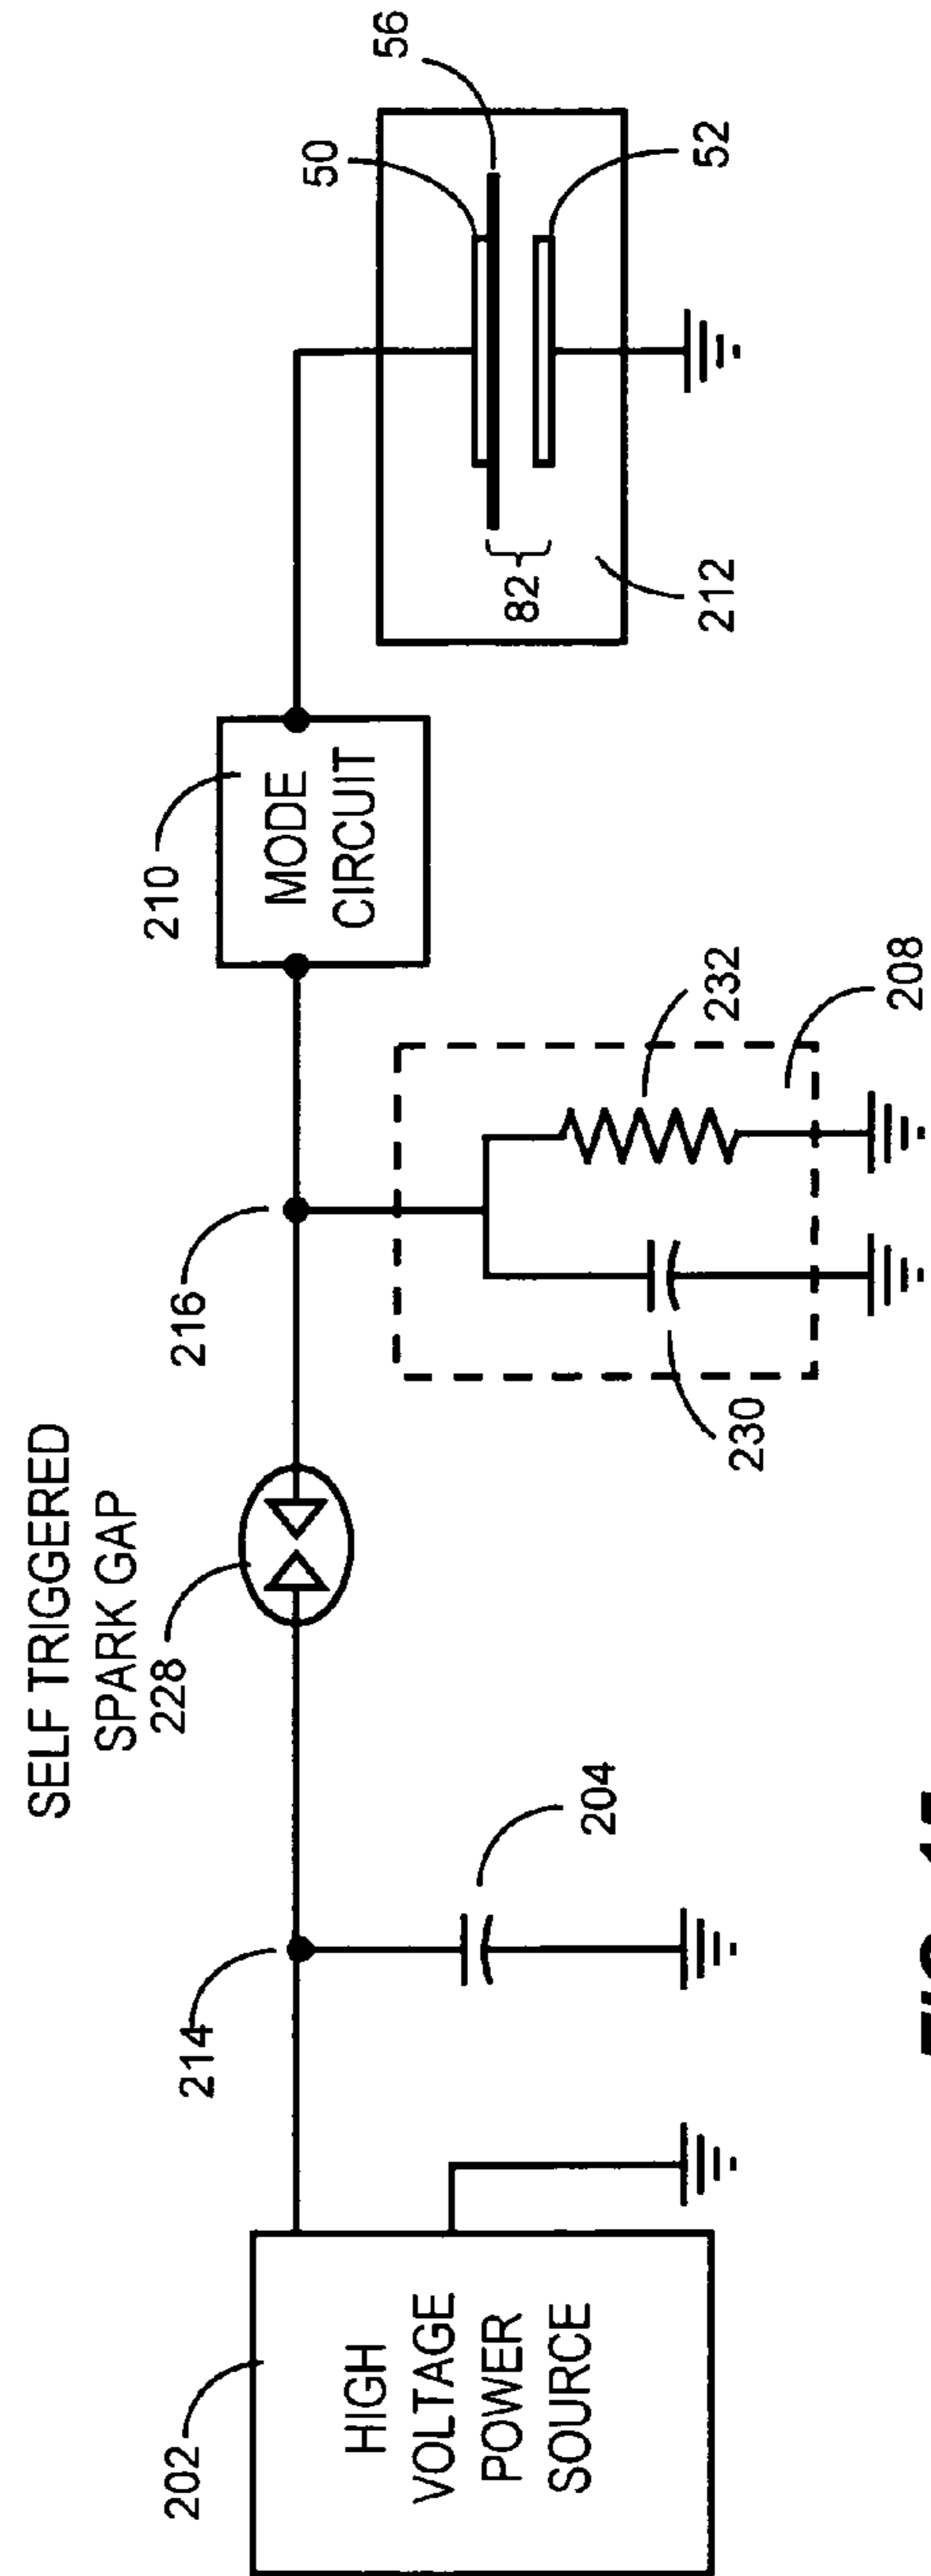 SELF TRIGGERED
SPARK GAP
228
202
HIGH
VOLTAGE
POWER
SOURCE
214
204
216
230
232
208
210
MODE
CIRCUIT
50
56
52
82
212
FIG